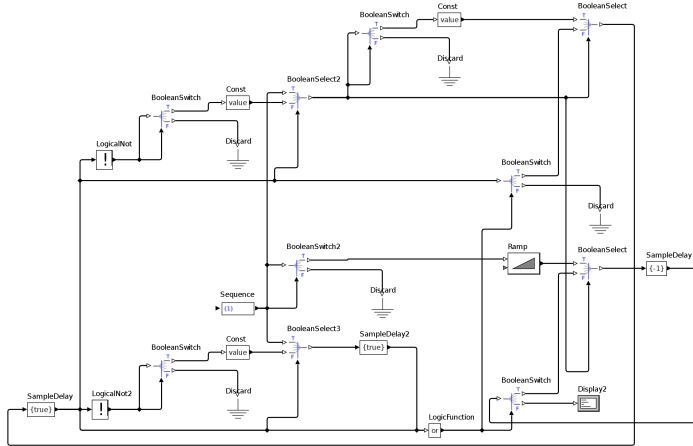 BooleanSelect
Const
BooleanSwitch
value
T
F
T
F
Discard
BooleanSelect2
Const
BooleanSwitch
value
T
F
T
F
Discard
LogicalNot
!
BooleanSwitch
T
F
Discard
BooleanSwitch2
T
F
Ramp
BooleanSelect
T
F
SampleDelay
{-1}
Discard
Sequence
{1}
BooleanSelect3
T
F
SampleDelay2
{true}
Const
BooleanSwitch
value
T
F
Discard
SampleDelay
{true}
LogicalNot2
!
BooleanSwitch
T
F
Display2
LogicFunction
or